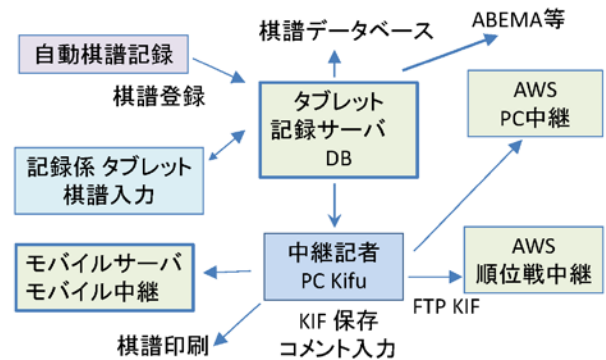 棋譜データベース
ABEMA等
自動棋譜記録
棋譜登録
タブレット
記録サーバ
DB
AWS
PC中継
記録係 タブレット
棋譜入力
モバイルサーバ
モバイル中継
中継記者
PC Kifu
AWS
順位戦中継
FTP KIF
KIF 保存
コメント入力
棋譜印刷